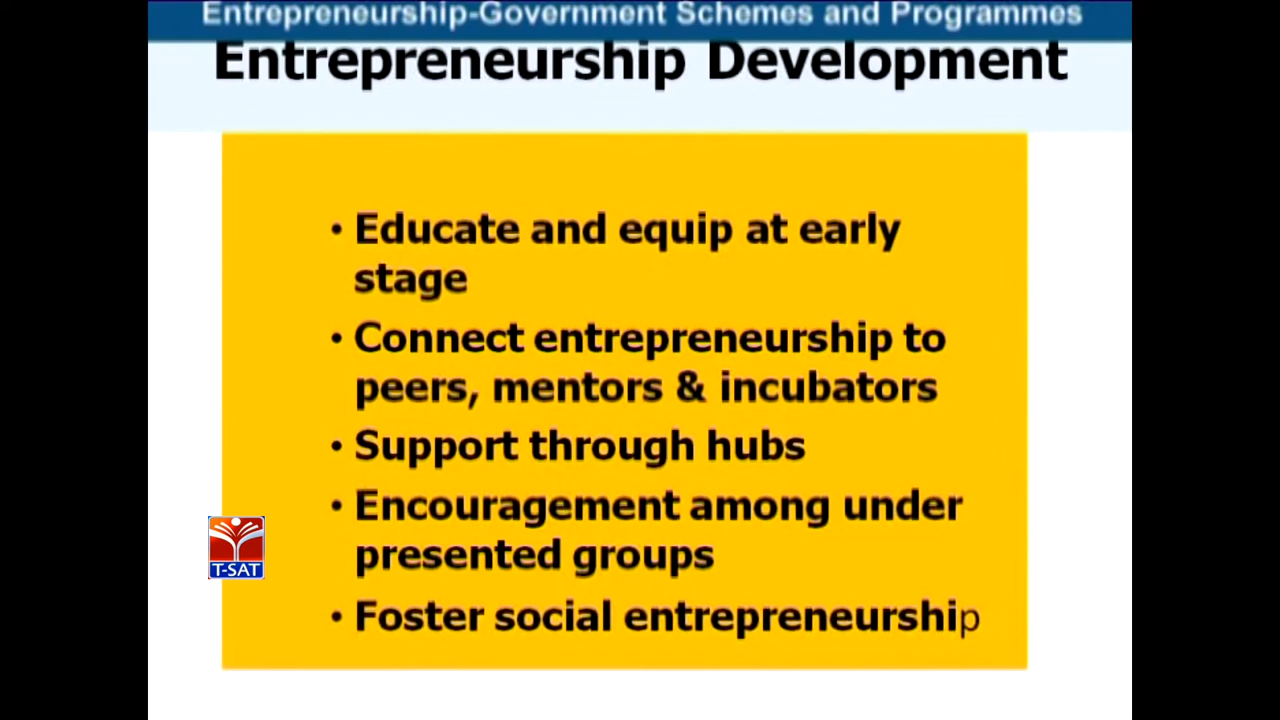 Entrepreneurship-Government Schemes and Programmes
Entrepreneurship Development
• Educate and equip at early
stage
• Connect entrepreneurship to
peers, mentors & incubators
• Support through hubs
• Encouragement among under
presented groups
• Foster social entrepreneurship
T-SAT